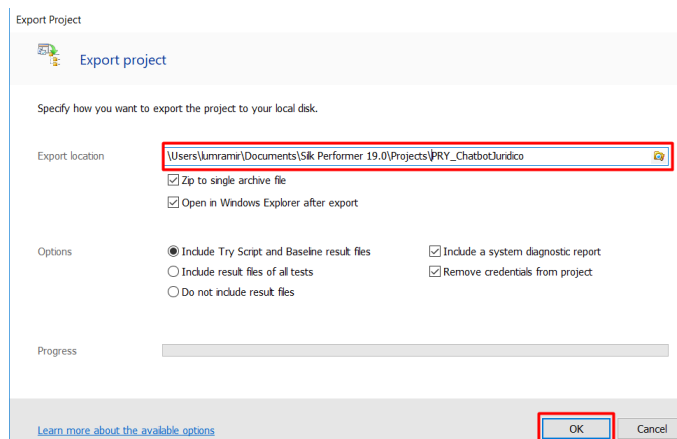 Export Project
Export project
Specify how you want to export the project to your local disk.
Export location
\Users\lumramir\Documents\Silk Performer 19.0\Projects\PRY_ChatbotJuridico
Zip to single archive file
Open in Windows Explorer after export
Options
Include Try Script and Baseline result files
Include a system diagnostic report
Include result files of all tests
Remove credentials from project
Do not include result files
Progress
Learn more about the available options
OK
Cancel